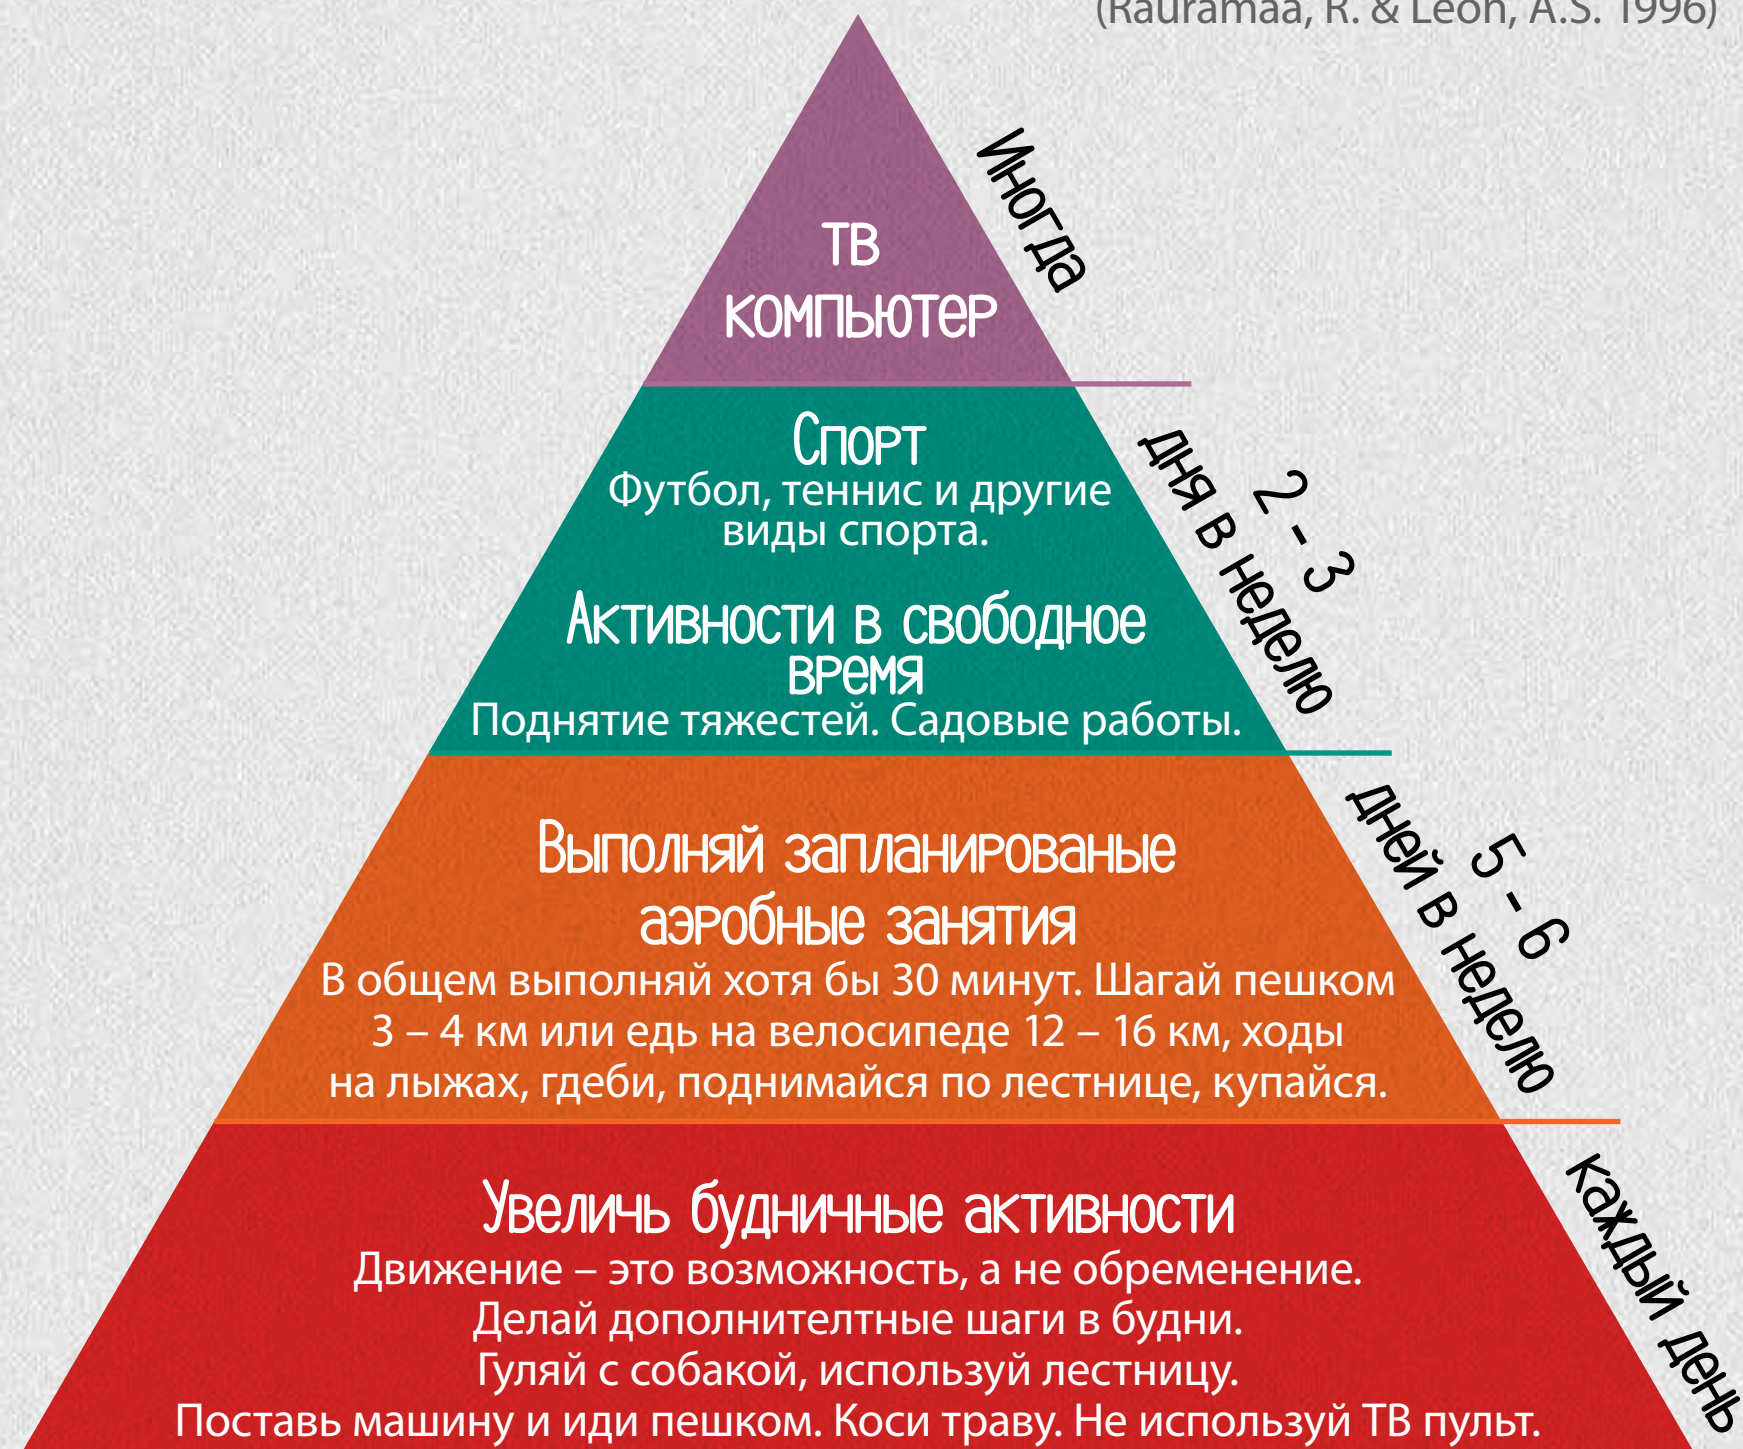 (Rauramaa, R. & Leon, A.S. 1996)
Иногда
ТВ
компьютер
Спорт
Футбол, теннис и другие
виды спорта.
2 - 3
дня в неделю
Активности в свободное
время
Поднятие тяжестей. Садовые работы.
Выполняй запланированые
аэробные занятия
5 - 6
дней в неделю
В общем выполняй хотя бы 30 минут. Шагай пешком
3 – 4 км или едь на велосипеде 12 – 16 км, ходы
на лыжах, гдеби, поднимайся по лестнице, купайся.
Увеличь будничные активности
каждый день
Движение – это возможность, а не обременение.
Делай дополнителтные шаги в будни.
Гуляй с собакой, используй лестницу.
Поставь машину и иди пешком. Коси траву. Не используй ТВ пульт.